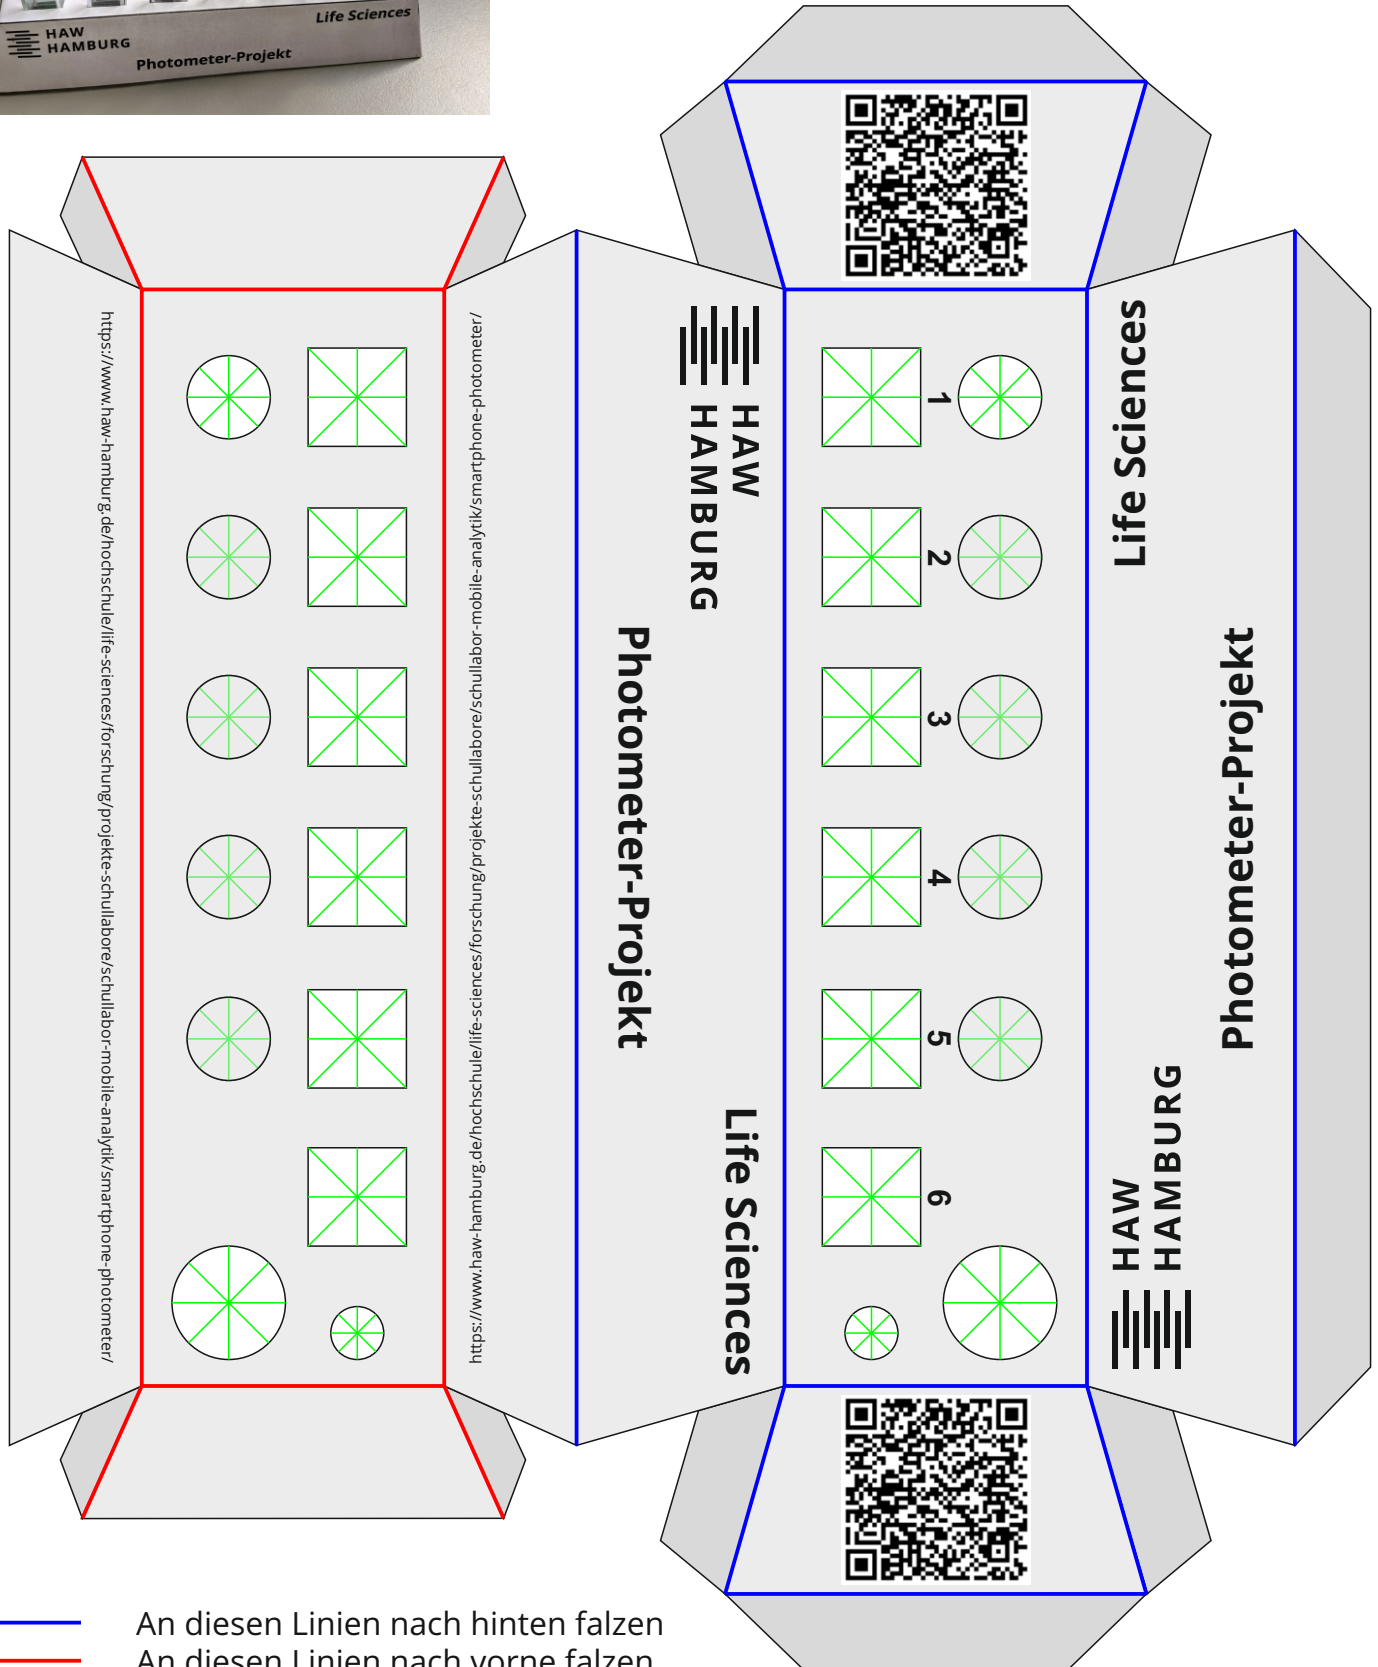 Life Sciences
HAW
HAMBURG
Photometer-Projekt
https://www.haw-hamburg.de/hochschule/life-sciences/forschung/projekte-schullabore/schullabor-mobile-analytik/smartphone-photometer/
https://www.haw-hamburg.de/hochschule/life-sciences/forschung/projekte-schullabore/schullabor-mobile-analytik/smartphone-photometer/
HAW
HAMBURG
Photometer-Projekt
Life Sciences
1
2
3
4
5
6
Life Sciences
Photometer-Projekt
HAW
HAMBURG
An diesen Linien nach hinten falzen
An diesen Linien nach vorne falzen